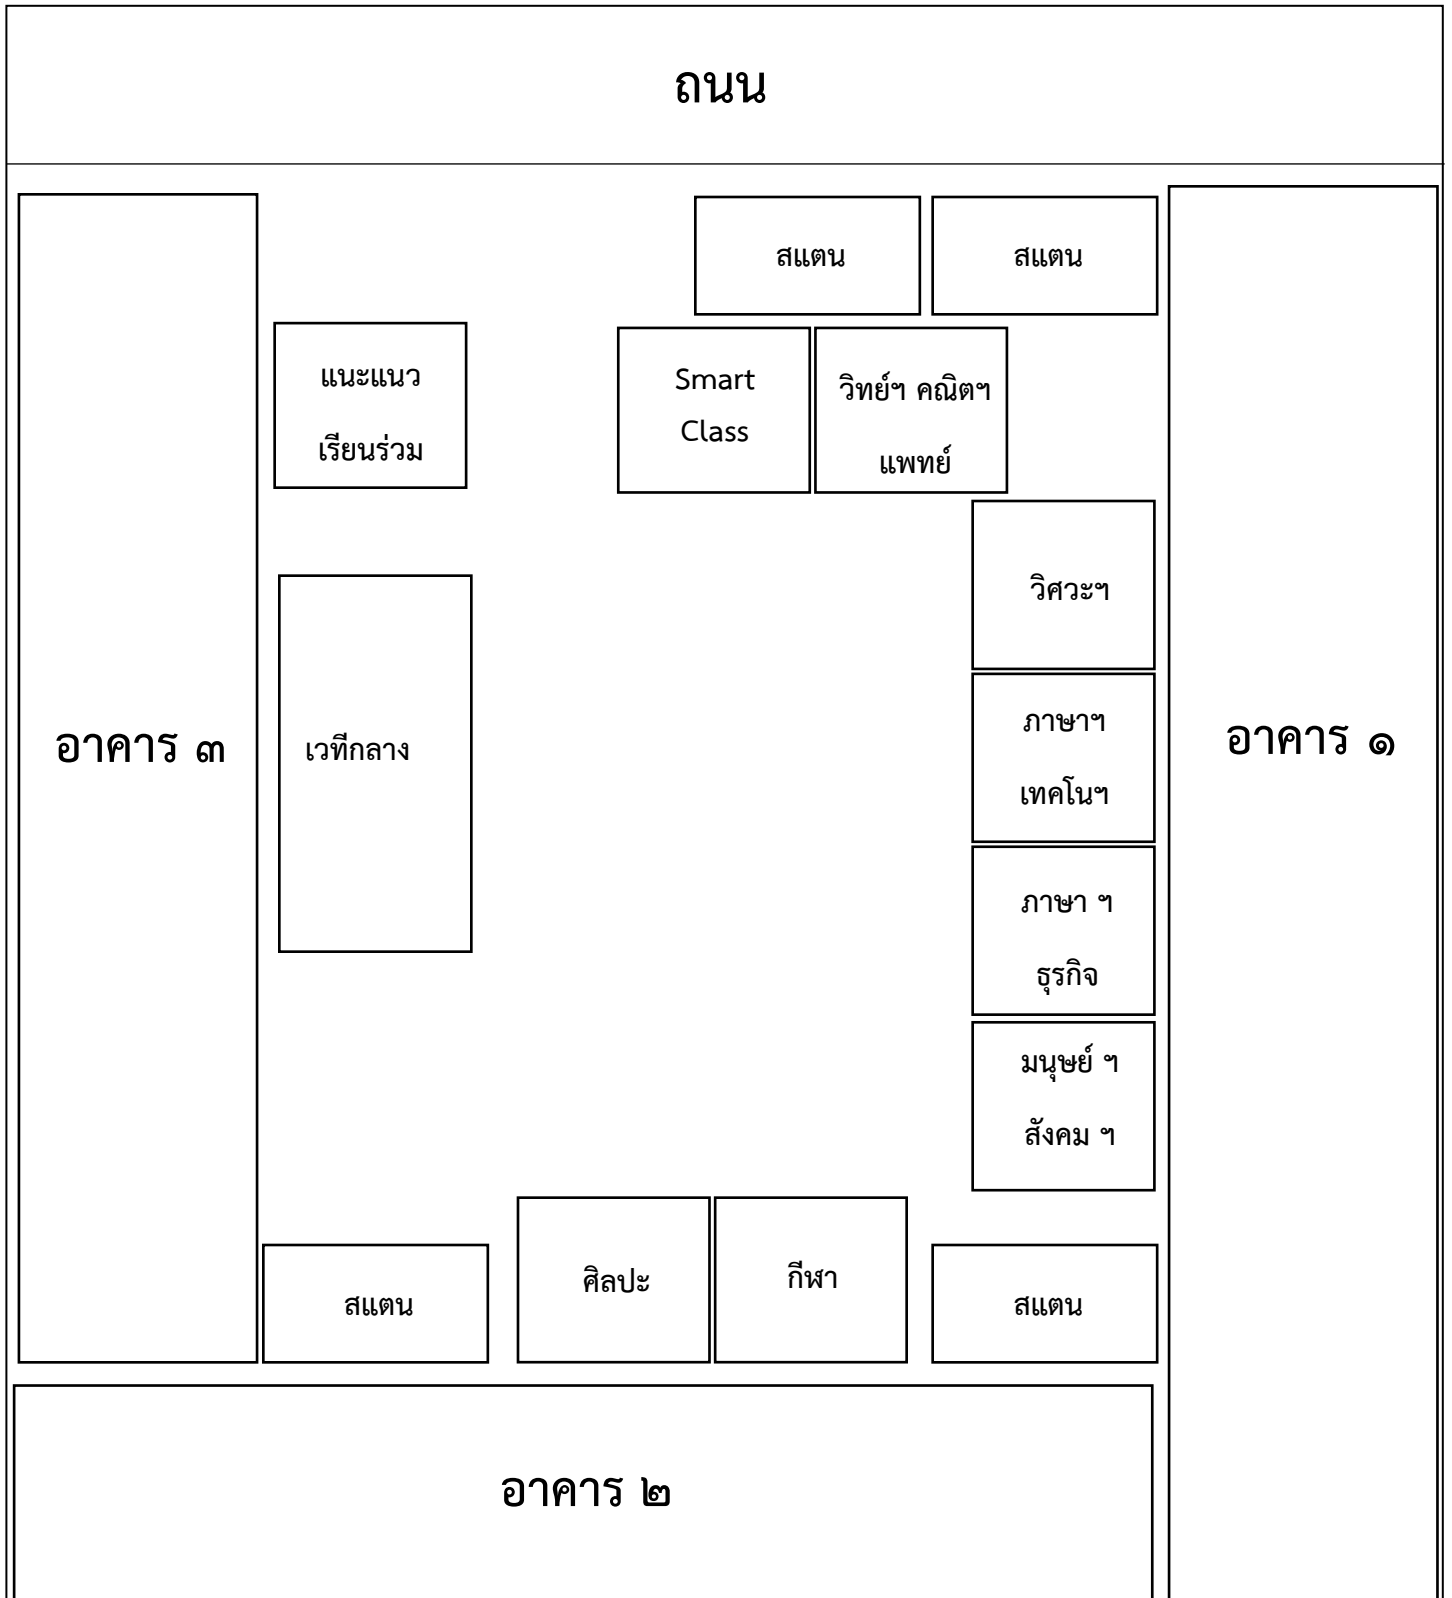 ถนน
สแตน
สแตน
แนะแนว
เรียนร่วม
Smart
Class
วิทย์ฯ คณิตฯ
แพทย์
วิศวะฯ
ภาษาฯ
เทคโนฯ
อาคาร ๓
เวทีกลาง
อาคาร ๑
ภาษา ฯ
ธุรกิจ
มนุษย์ ฯ
สังคม ฯ
สแตน
ศิลปะ
กีฬา
สแตน
อาคาร ๒